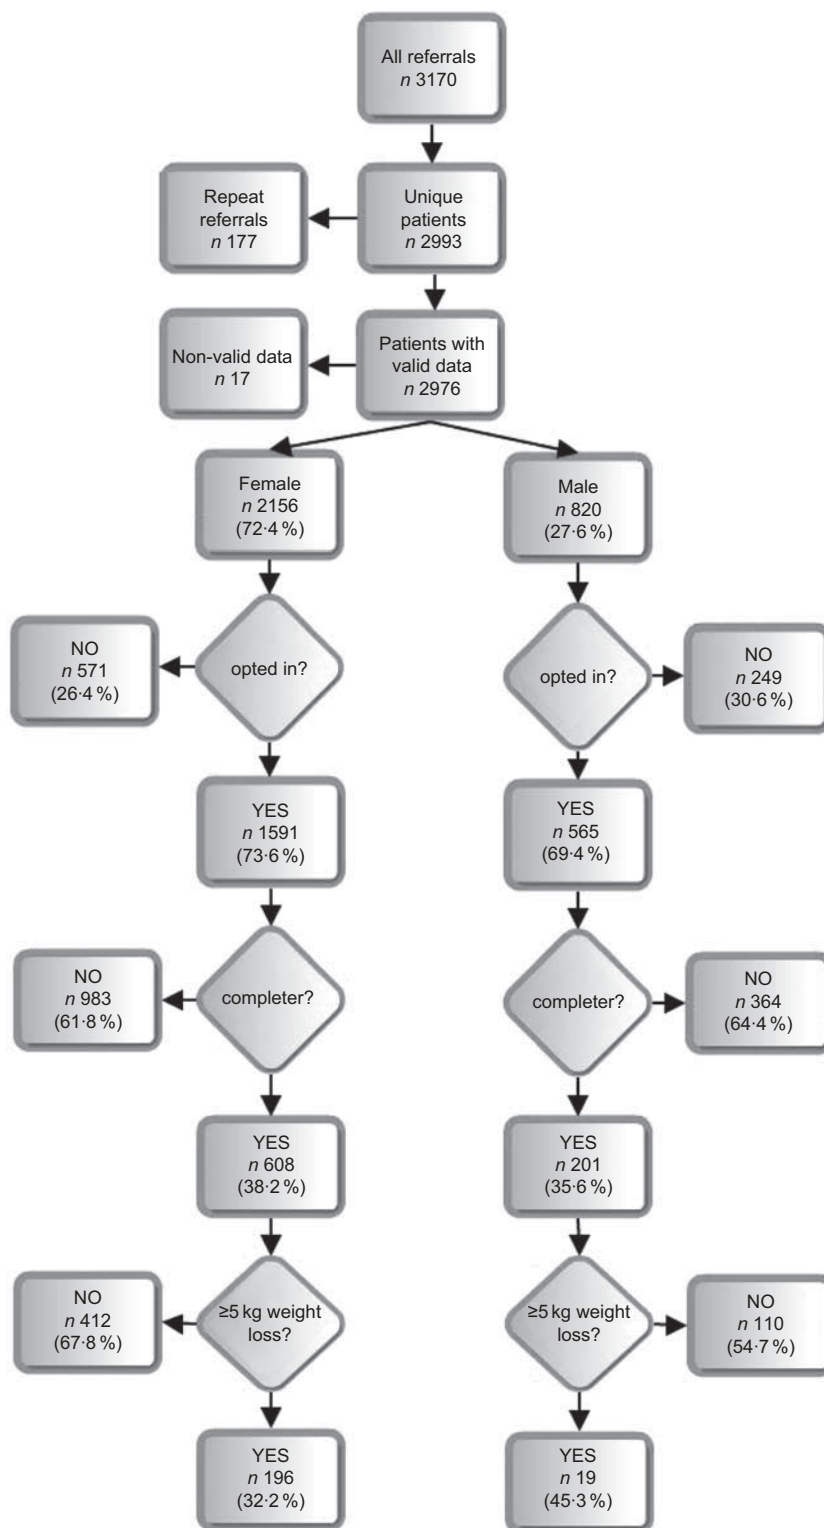 All referrals
n 3170
Repeat
referrals
n 177
Unique
patients
n 2993
Non-valid data
n 17
Patients with
valid data
n 2976
Female
n 2156
(72·4 %)
Male
n 820
(27·6 %)
NO
n 571
(26·4 %)
opted in?
opted in?
NO
n 249
(30·6 %)
YES
n 1591
(73·6 %)
YES
n 565
(69·4 %)
NO
n 983
(61·8 %)
completer?
completer?
NO
n 364
(64·4 %)
YES
n 608
(38·2 %)
YES
n 201
(35·6 %)
NO
n 412
(67·8 %)
≥5 kg weight
loss?
≥5 kg weight
loss?
NO
n 110
(54·7 %)
YES
n 196
(32·2 %)
YES
n 19
(45·3 %)